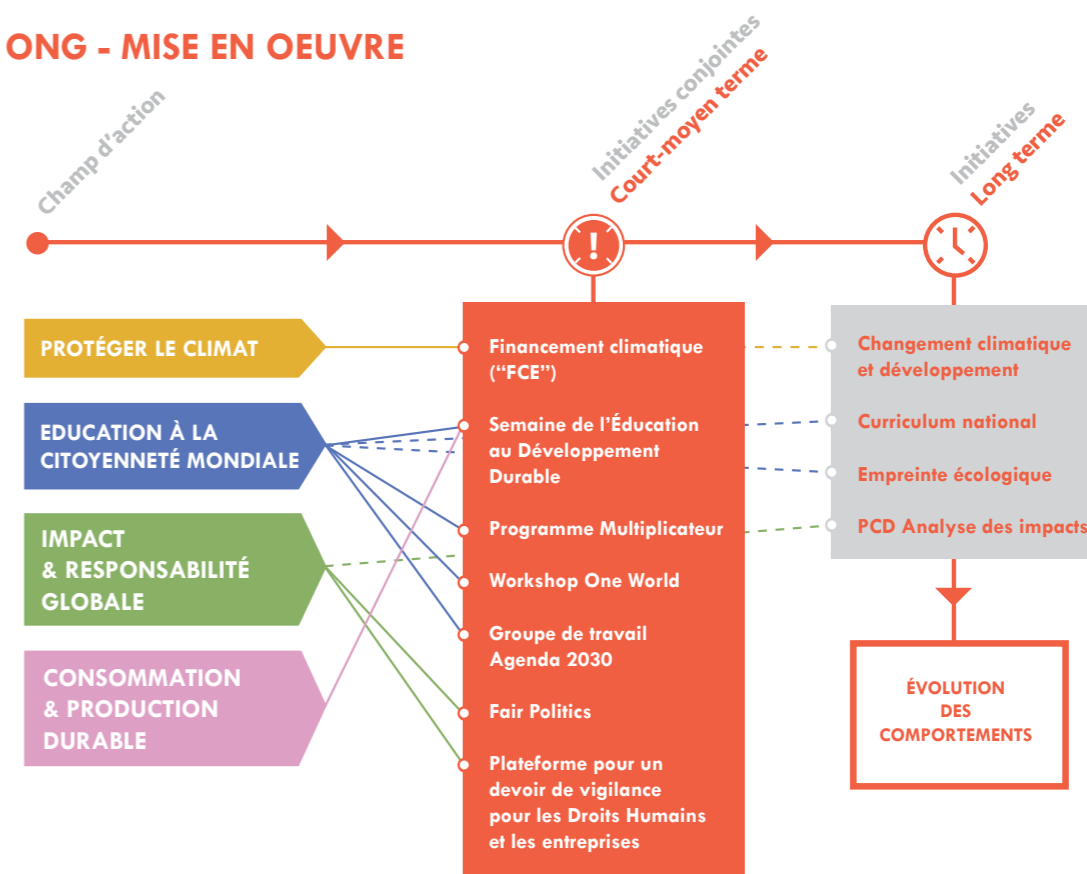 ONG - MISE EN OEUVRE
Champ d'action
Initiatives conjointes
Court-moyen terme
Initiatives
Long terme
!
PROTÉGER LE CLIMAT
EDUCATION À LA
CITOYENNETÉ MONDIALE
IMPACT
& RESPONSABILITÉ
GLOBALE
CONSOMMATION
& PRODUCTION
DURABLE
Financement climatique
("FCE")
Semaine de l'Éducation
au Développement
Durable
Programme Multiplicateur
Workshop One World
Groupe de travail
Agenda 2030
Fair Politics
Plateforme pour un
devoir de vigilance
pour les Droits Humains
et les entreprises
Changement climatique
et développement
Curriculum national
Empreinte écologique
PCD Analyse des impacts
ÉVOLUTION
DES
COMPORTEMENTS